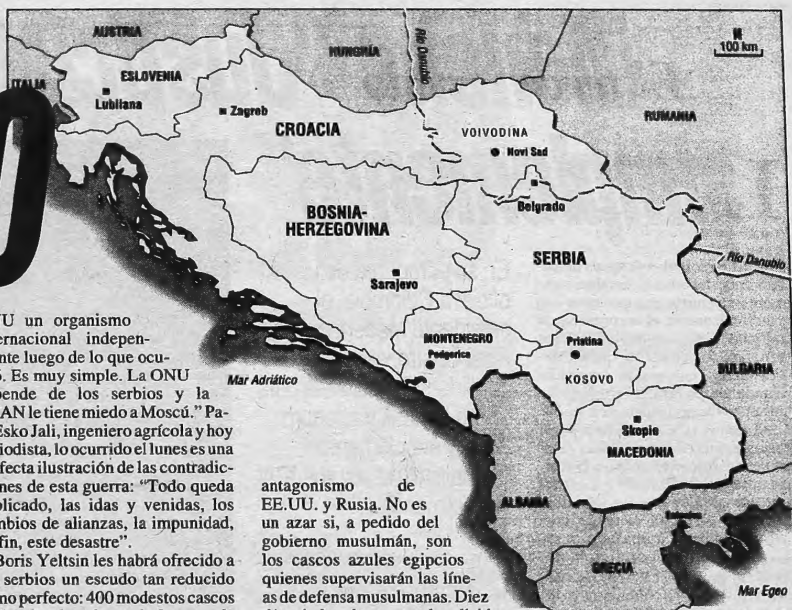 AUSTRIA
HUNGRÍA
Río Danubio
N
100 km
ITALIA
ESLOVENIA
Lubliana
Zagreb
CROACIA
VOIVODINA
Novi Sad
RUMANIA
Belgrado
BOSNIA-
HERZEGOVINA
SERBIA
Río Danubio
Sarajevo
MONTENEGRO
Podgorica
Pristina
KOSOVO
BULGARIA
Mar Adriático
Skopie
MACEDONIA
ALBANIA
GRECIA
Mar Egeo
U un organismo
ernacional indepen-
nte luego de lo que ocu-
ó. Es muy simple. La ONU
pende de los serbios y la
AN le tiene miedo a Moscú." Pa-
Esko Jali, ingeniero agrícola y hoy
iodista, lo ocurrido el lunes es una
fecta ilustración de las contradic-
nes de esta guerra: "Todo queda
plicado, las idas y venidas, los
mbios de alianzas, la impunidad,
fin, este desastre".
Boris Yeltsin les habrá ofrecido a
serbios un escudo tan reducido
mo perfecto: 400 modestos cascos
antagonismo de
EE.UU. y Rusia. No es
un azar si, a pedido del
gobierno musulmán, son
los cascos azules egipcios
quienes supervisarán las líne-
as de defensa musulmanas. Diez